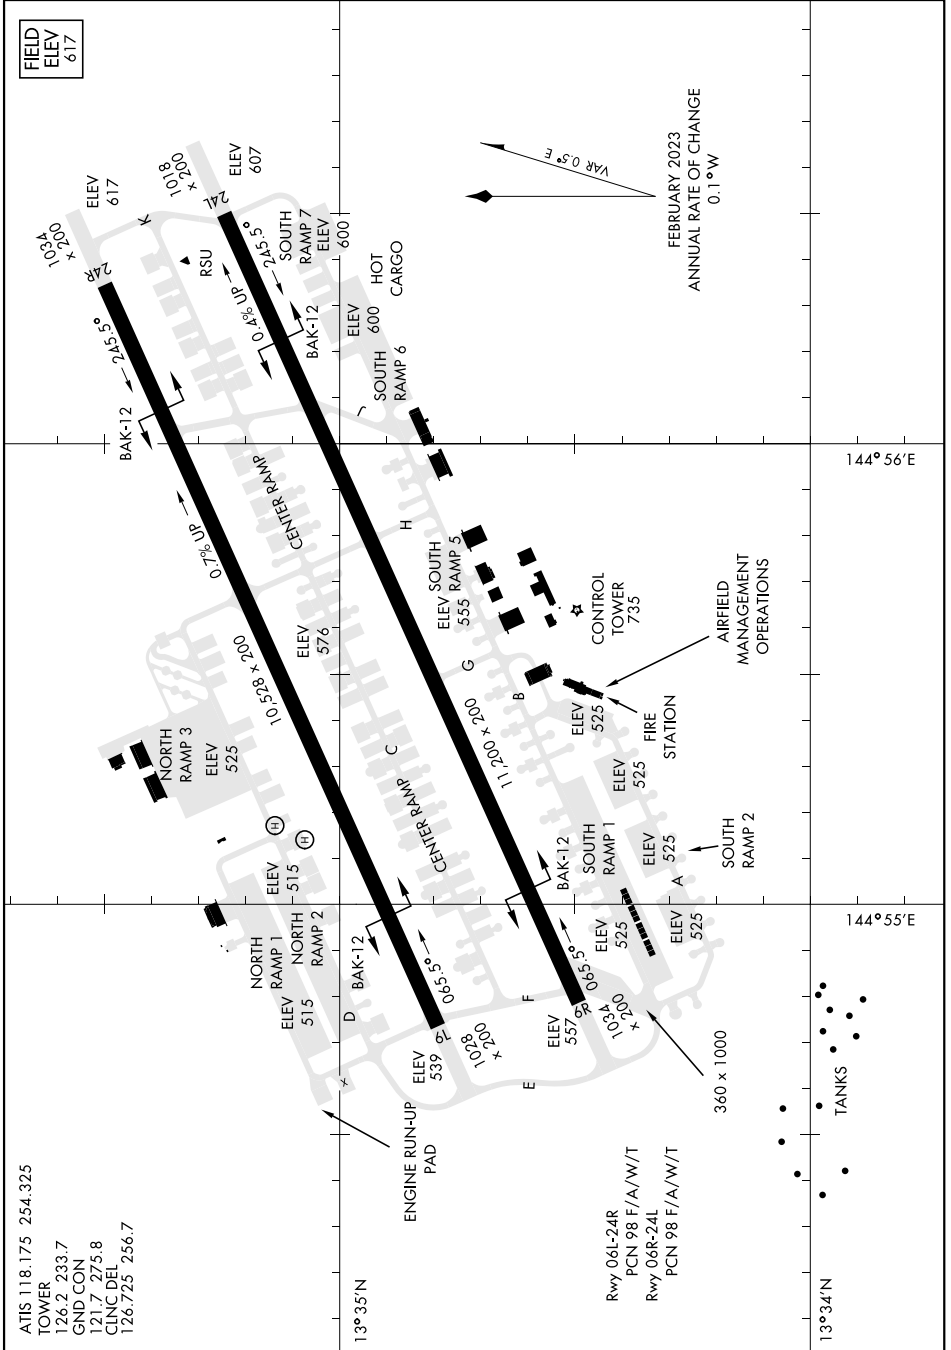 FIELD
ELEV
617
ATIS 118.175 254.325
TOWER
126.2 233.7
GND CON
121.7 275.8
CLNC DEL
126.725 256.7
1034
x 200
ELEV
617
24R
245.5°
K
1018
x 200
ELEV
607
24L
245.5°
RSU
SOUTH
RAMP 7
ELEV
600
0.4% UP
BAK-12
BAK-12
HOT
CARGO
ELEV
600
SOUTH
RAMP 6
J
VAR 0.5° E
FEBRUARY 2023
ANNUAL RATE OF CHANGE
0.1° W
144° 56'E
0.7% UP
CENTER RAMP
H
ELEV
576
10,528 x 200
SOUTH
RAMP 5
ELEV
555
G
B
CONTROL
TOWER
735
AIRFIELD
MANAGEMENT
OPERATIONS
FIRE
STATION
ELEV
525
NORTH
RAMP 3
ELEV
525
C
11,200 x 200
ELEV
525
H
H
CENTER RAMP
ELEV
515
BAK-12
SOUTH
RAMP 1
ELEV
525
SOUTH
RAMP 2
A
144° 55'E
NORTH
RAMP 1
NORTH
RAMP 2
ELEV
515
BAK-12
D
065.5°
6L
1028
x 200
ELEV
539
ELEV
525
ELEV
525
065.5°
6R
1034
x 200
F
ELEV
557
E
360 x 1000
X
ENGINE RUN-UP
PAD
TANKS
Rwy 06L-24R
PCN 98 F/A/W/T
Rwy 06R-24L
PCN 98 F/A/W/T
13° 35'N
13° 34'N